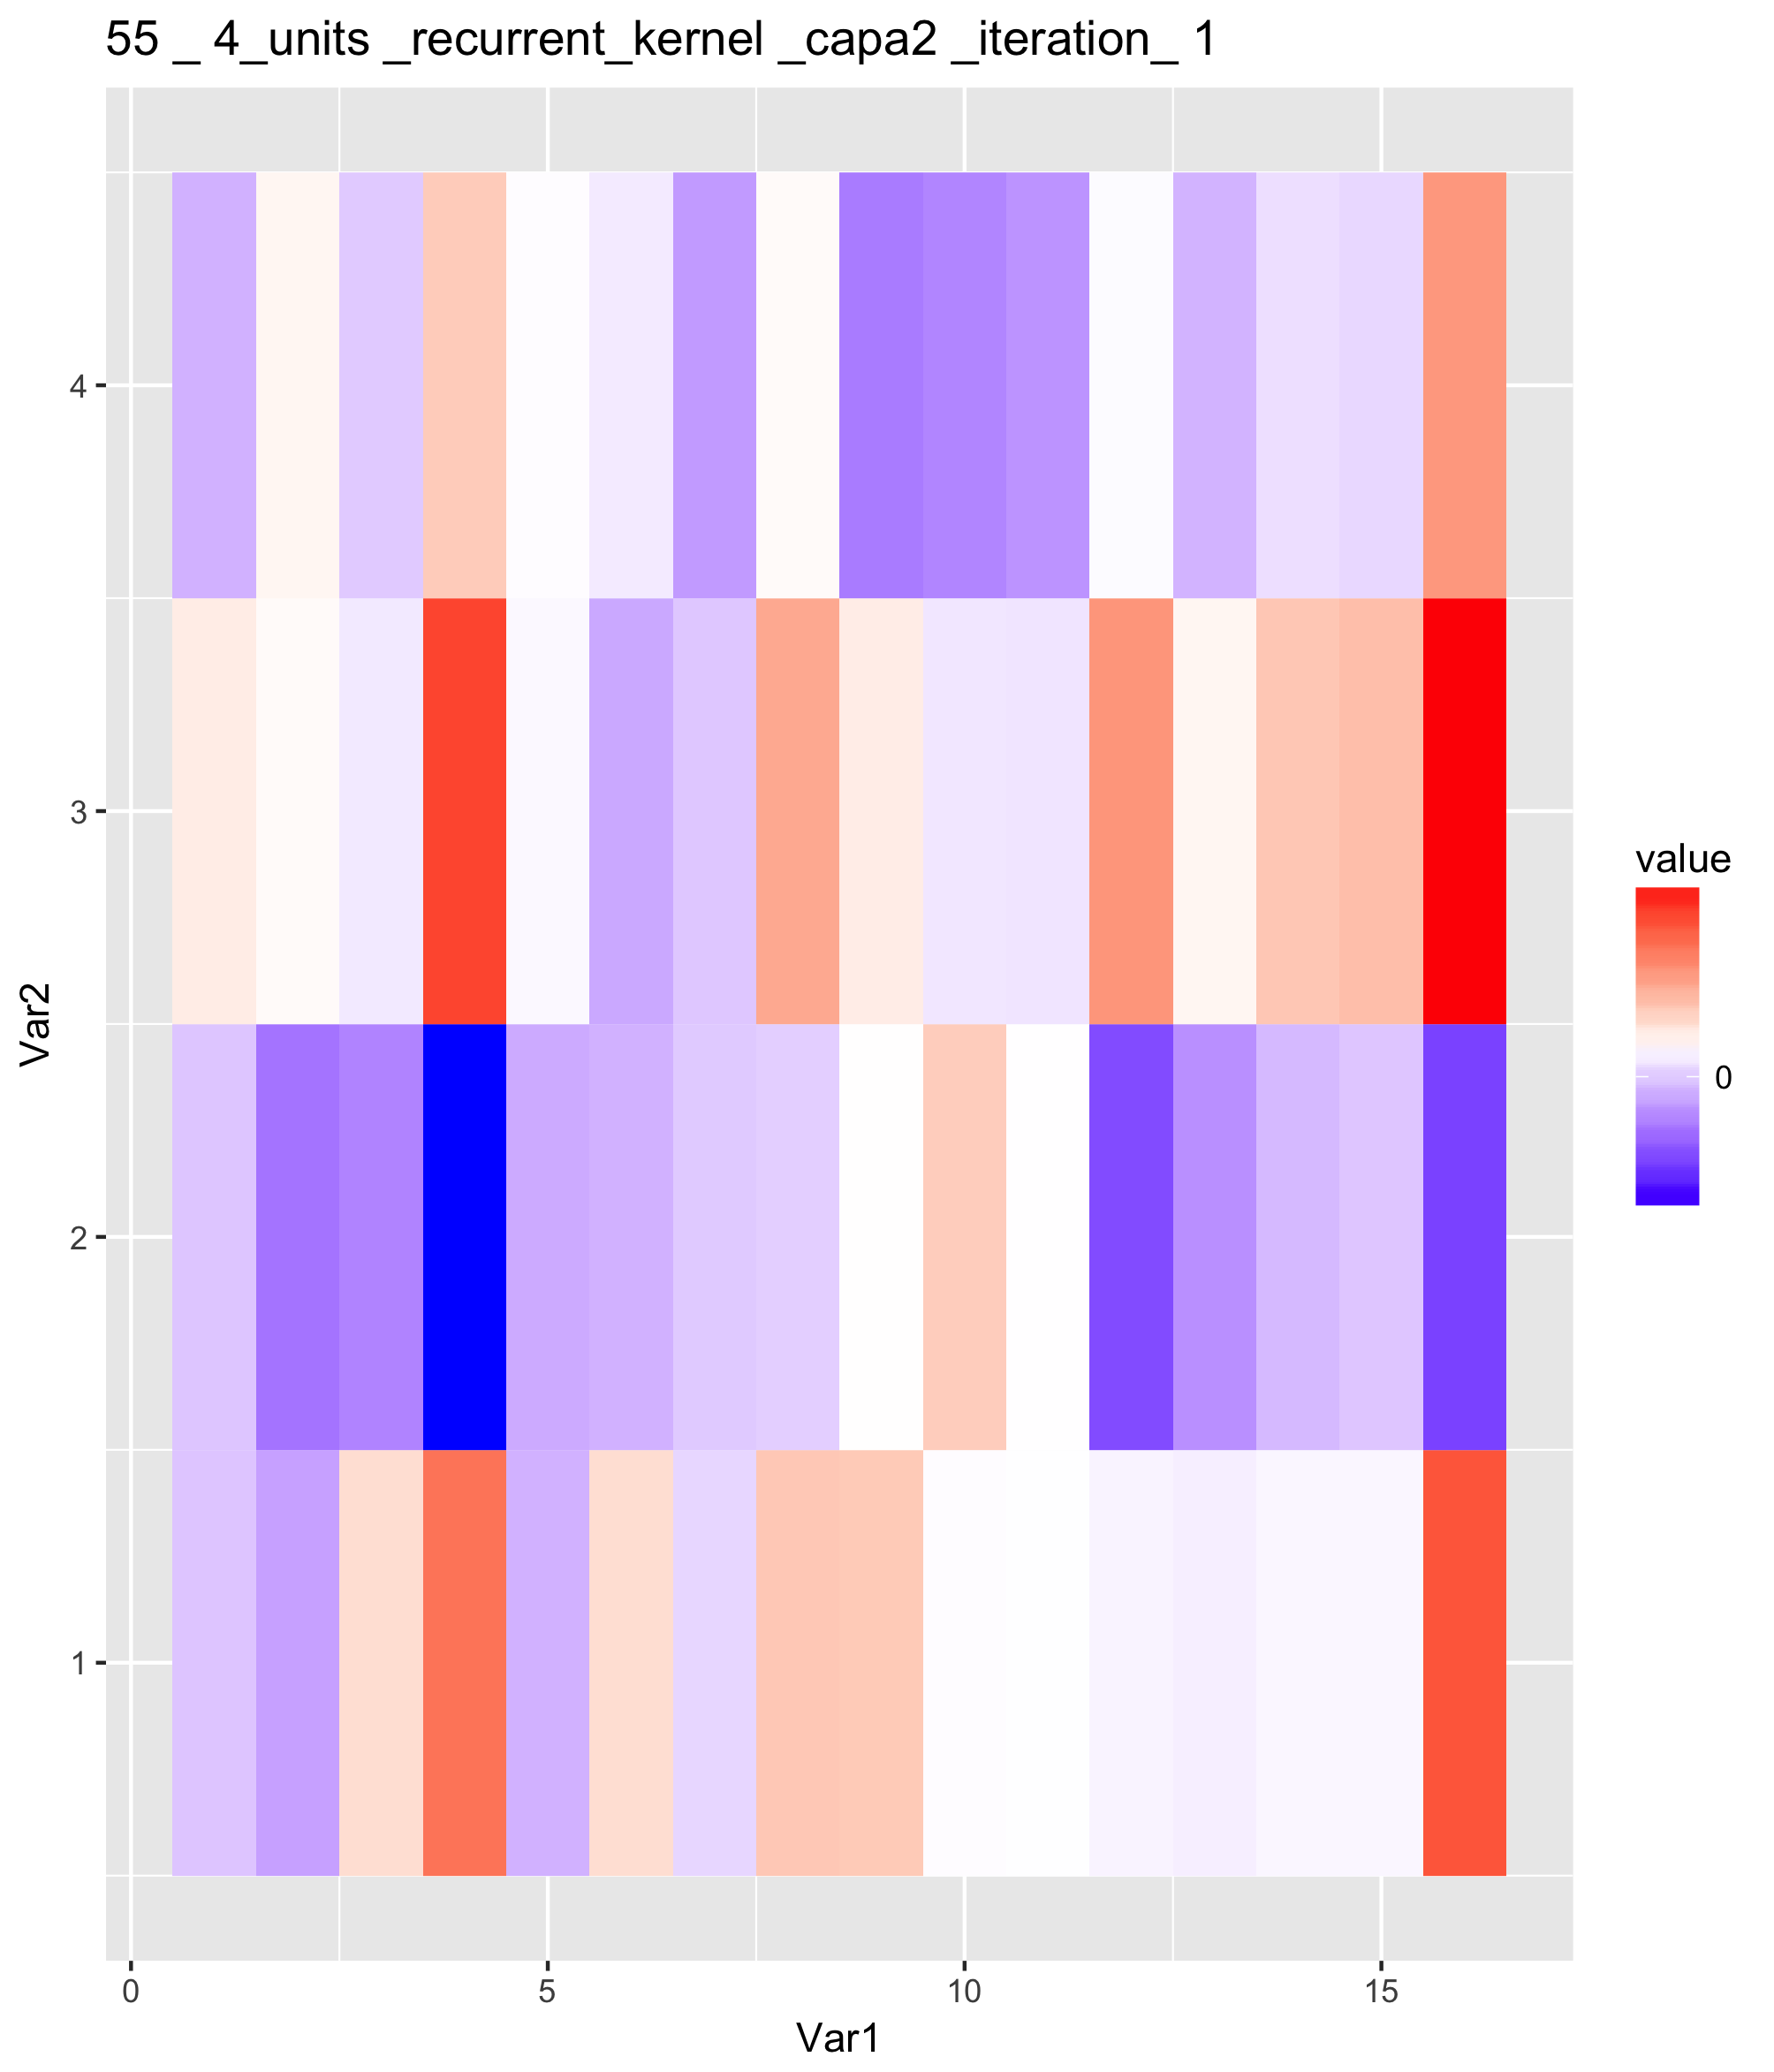 55 _ 4_units _recurrent_kernel _capa2 _iteration_ 1
4
3
2
1
Var2
0
5
10
15
Var1
value
0